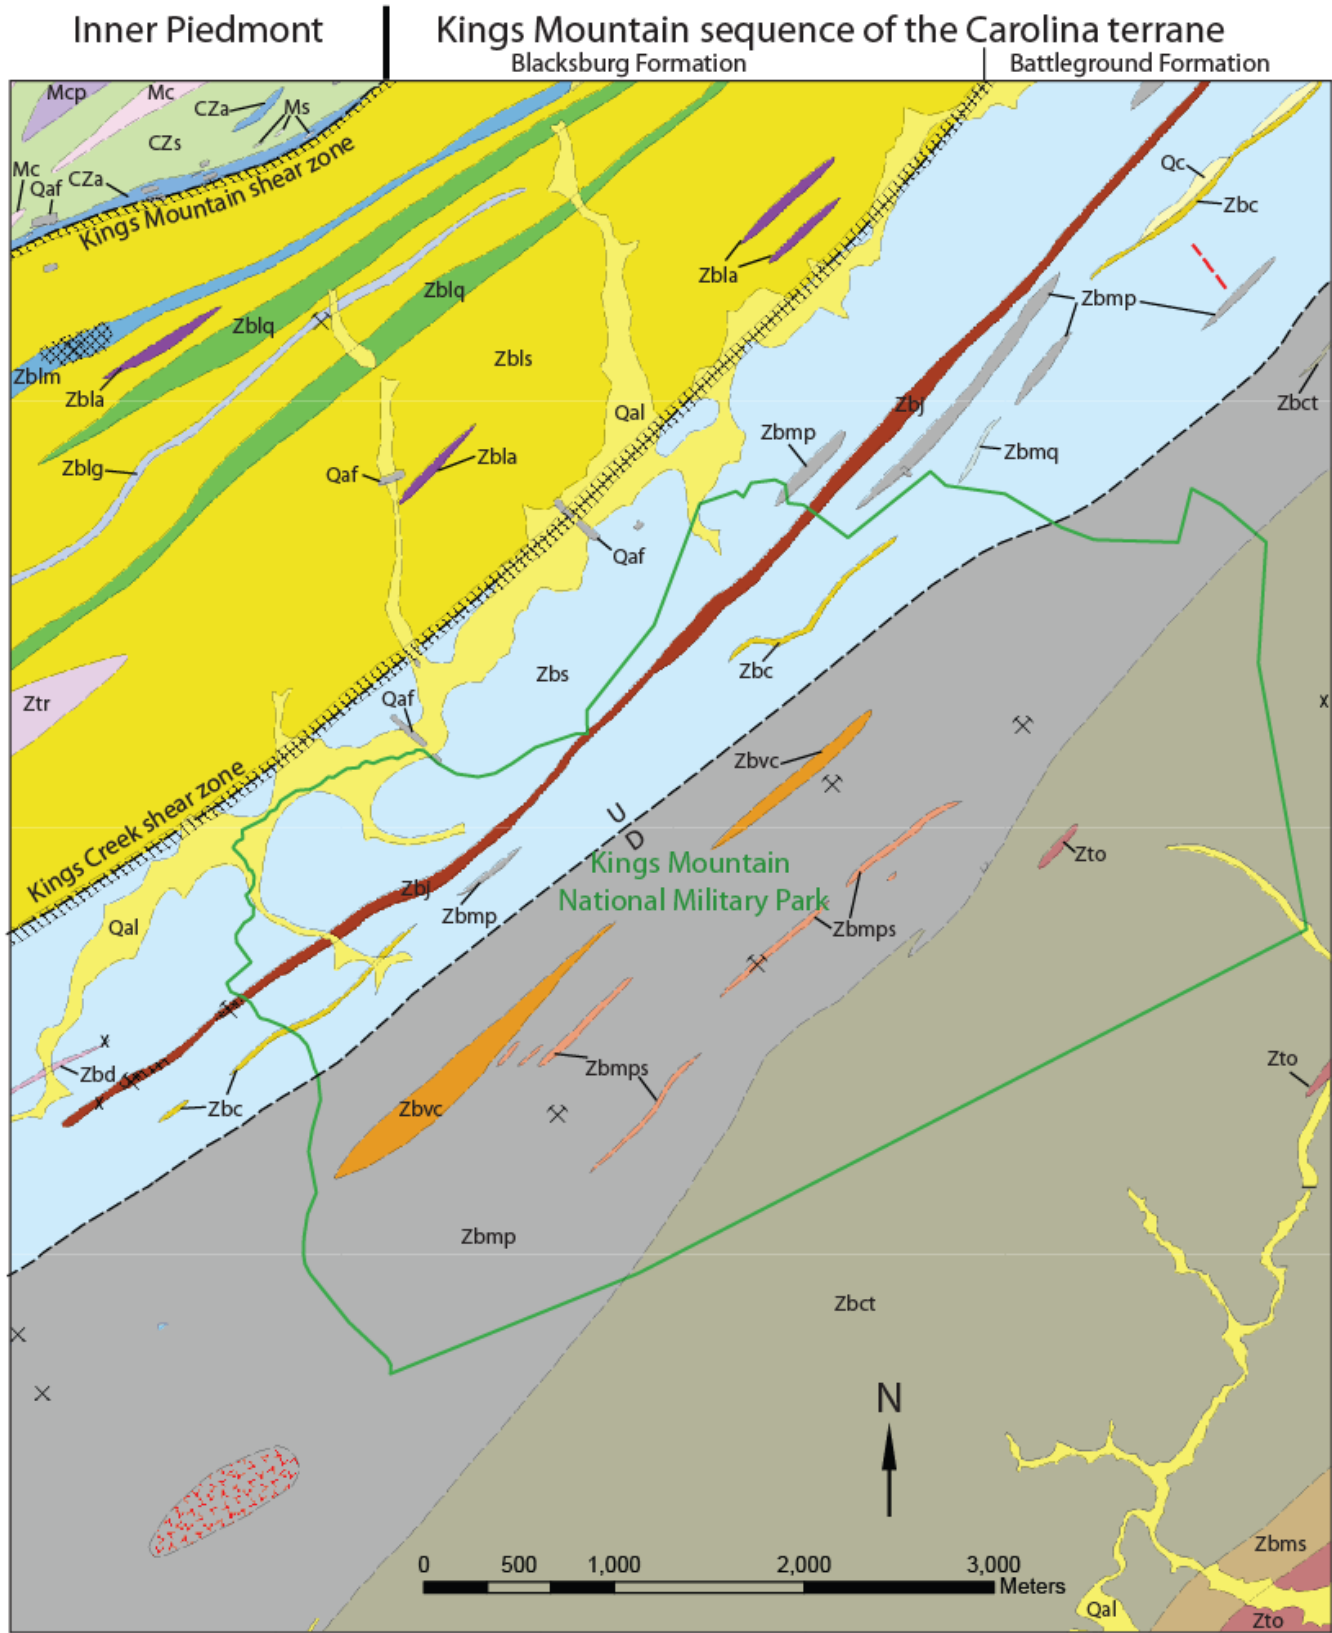 Inner Piedmont
Kings Mountain sequence of the Carolina terrane
Blacksburg Formation
Battleground Formation
Mcp
Mc
CZa
Ms
CZs
Mc
Qaf
CZa
Kings Mountain shear zone
Qc
Zbc
Zbla
Zblq
Zbmp
Zblq
Zbls
Zblm
Zbla
Zbj
Zbct
Qal
Zbmp
Zbmq
Zblg
Qaf
Zbla
Qaf
Zbs
Zbc
Qaf
Ztr
x
Zbvc
Kings Creek shear zone
U
D
Kings Mountain
National Military Park
Zto
Zbj
Zbmp
Zbmps
Qal
x
Zbd
Zbmps
Zto
x
Zbc
Zbvc
Zbmp
Zbct
N
Zbms
0 500 1,000 2,000 3,000
Meters
Qal
Zto